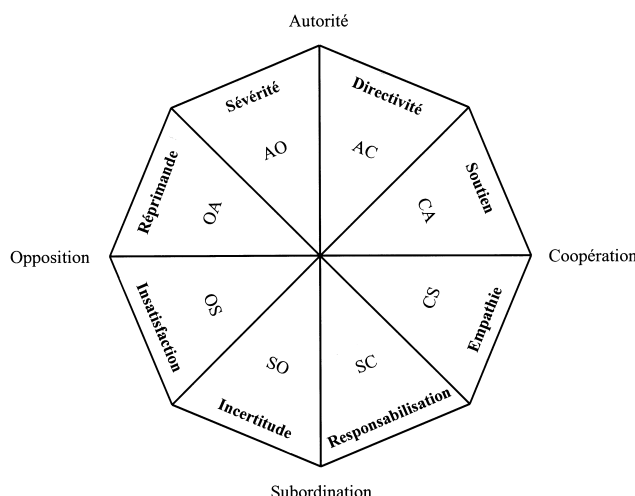 Autorité
Sévérité
Directivité
AO
AC
Réprimande
Soutien
OA
CA
Opposition
Coopération
OS
CS
Insatisfaction
Empathie
SO
SC
Incertitude
Responsabilisation
Subordination